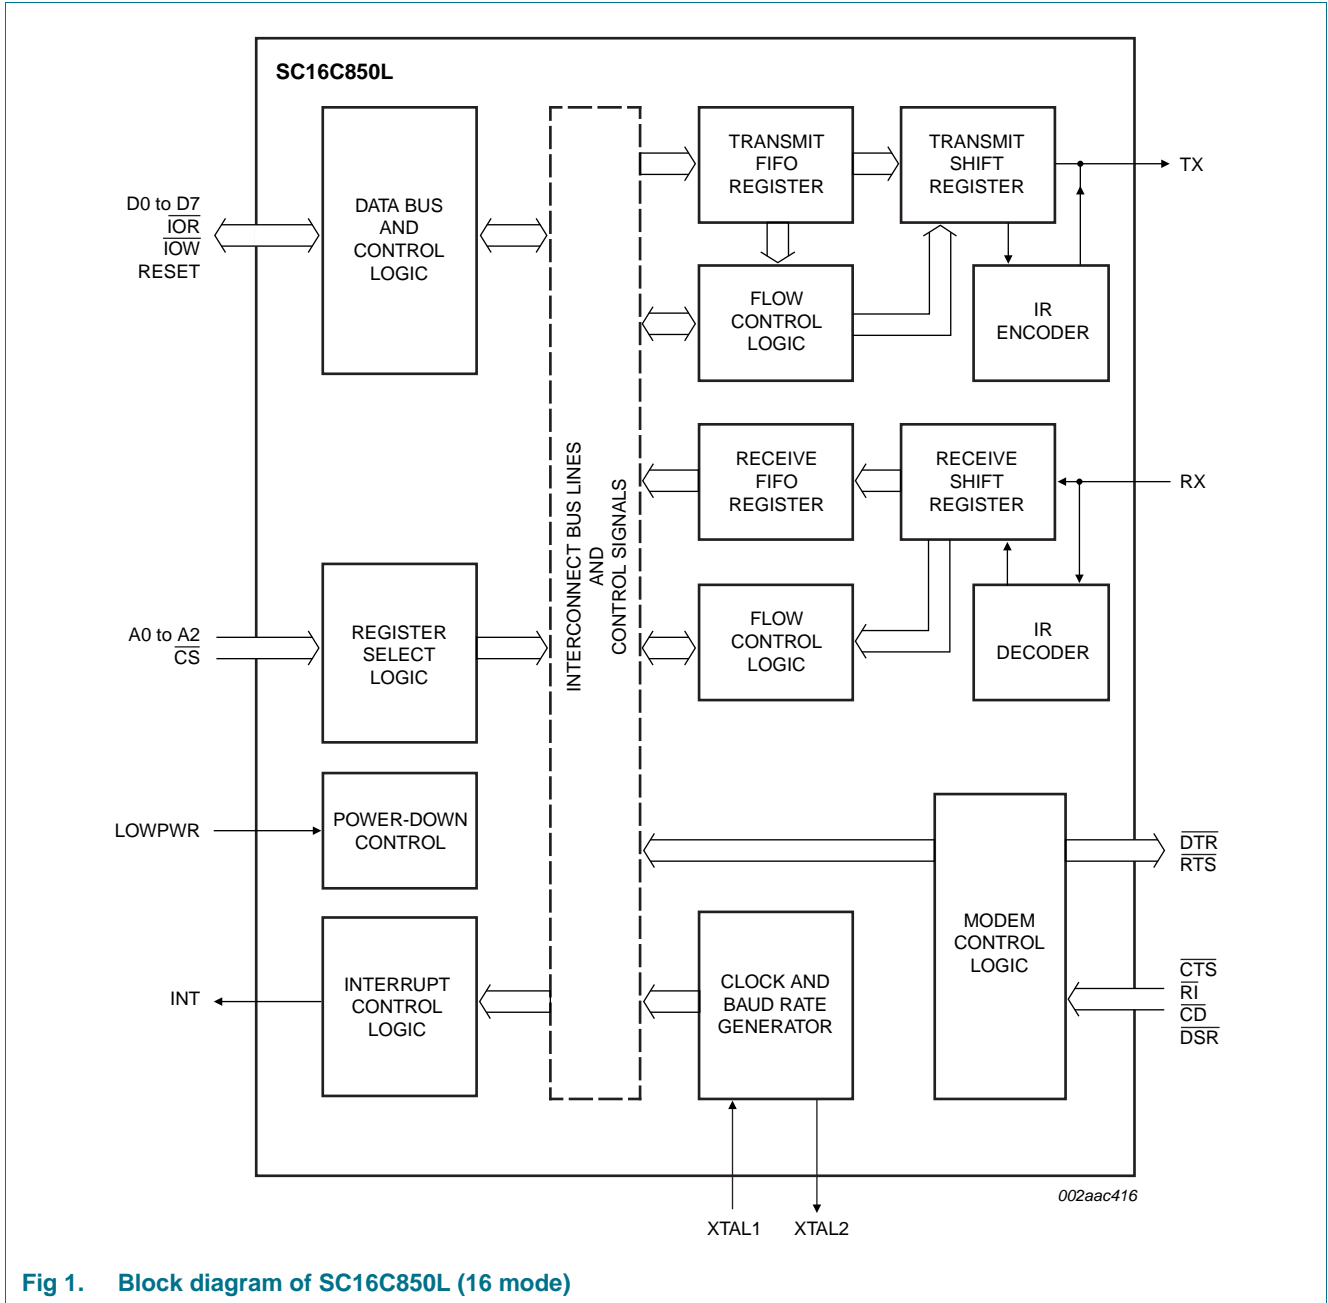 SC16C850L
D0 to D7
IOR
IOW
RESET
DATA BUS
AND
CONTROL
LOGIC
TRANSMIT
FIFO
REGISTER
TRANSMIT
SHIFT
REGISTER
TX
FLOW
CONTROL
LOGIC
IR
ENCODER
INTERCONNECT BUS LINES
AND
CONTROL SIGNALS
RECEIVE
FIFO
REGISTER
RECEIVE
SHIFT
REGISTER
RX
A0 to A2
CS
REGISTER
SELECT
LOGIC
FLOW
CONTROL
LOGIC
IR
DECODER
LOWPWR
POWER-DOWN
CONTROL
DTR
RTS
MODEM
CONTROL
LOGIC
INT
INTERRUPT
CONTROL
LOGIC
CLOCK AND
BAUD RATE
GENERATOR
CTS
RI
CD
DSR
XTAL1
XTAL2
002aac416
Fig 1. Block diagram of SC16C850L (16 mode)